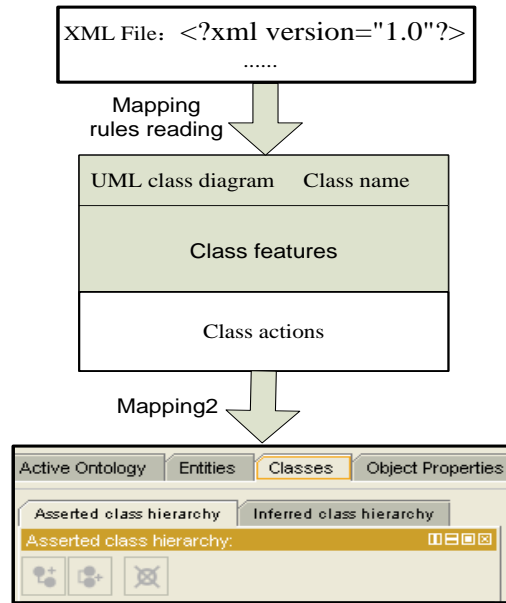 XML File：<?xml version="1.0"?>
......
Mapping
rules reading
UML class diagram Class name
Class features
Class actions
Mapping2
Active Ontology Entities Classes Object Properties
Asserted class hierarchy Inferred class hierarchy
Asserted class hierarchy: